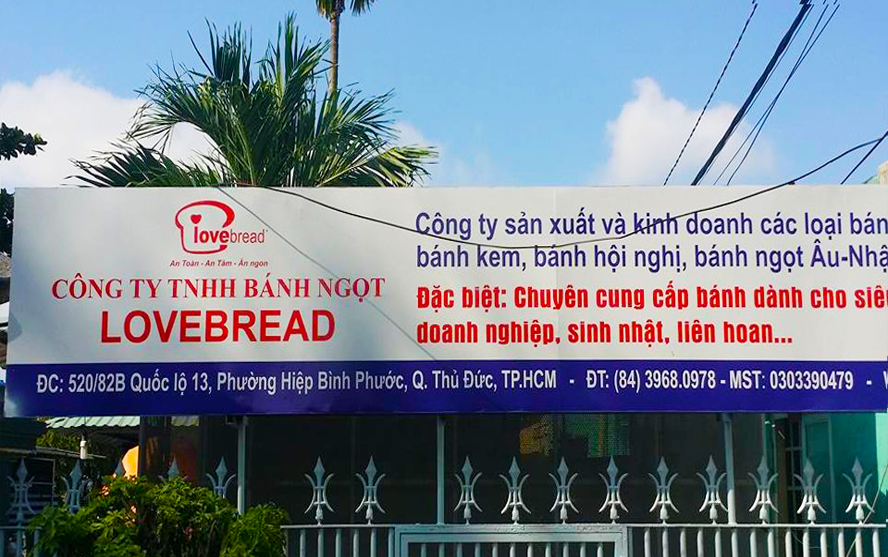 lovebread
An Toàn - An Tâm - Ăn ngon
CÔNG TY TNHH BÁNH NGỌT
LOVEBREAD
Công ty sản xuất và kinh doanh các loại
bánh kem, bánh hội nghị, bánh ngọt Âu-
Đặc biệt: Chuyên cung cấp bánh dành cho
doanh nghiệp, sinh nhật, liên hoan...
ĐC: 520/82B Quốc lộ 13, Phường Hiệp Bình Phước, Q. Thủ Đức, TP.HCM - ĐT: (84) 3968.0978 - MST: 0303390479 -